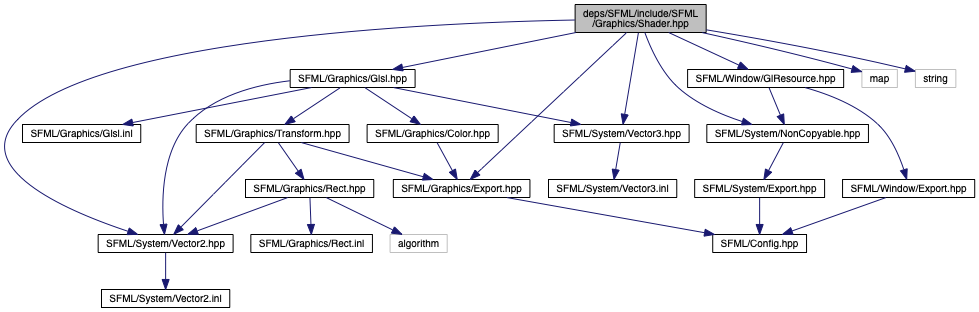 deps/SFML/include/SFML
/Graphics/Shader.hpp
SFML/Graphics/Glsl.hpp
SFML/Window/GlResource.hpp
map
string
SFML/Graphics/Glsl.inl
SFML/Graphics/Transform.hpp
SFML/Graphics/Color.hpp
SFML/System/Vector3.hpp
SFML/System/NonCopyable.hpp
SFML/Graphics/Rect.hpp
SFML/Graphics/Export.hpp
SFML/System/Vector3.inl
SFML/System/Export.hpp
SFML/Window/Export.hpp
SFML/System/Vector2.hpp
SFML/Graphics/Rect.inl
algorithm
SFML/Config.hpp
SFML/System/Vector2.inl